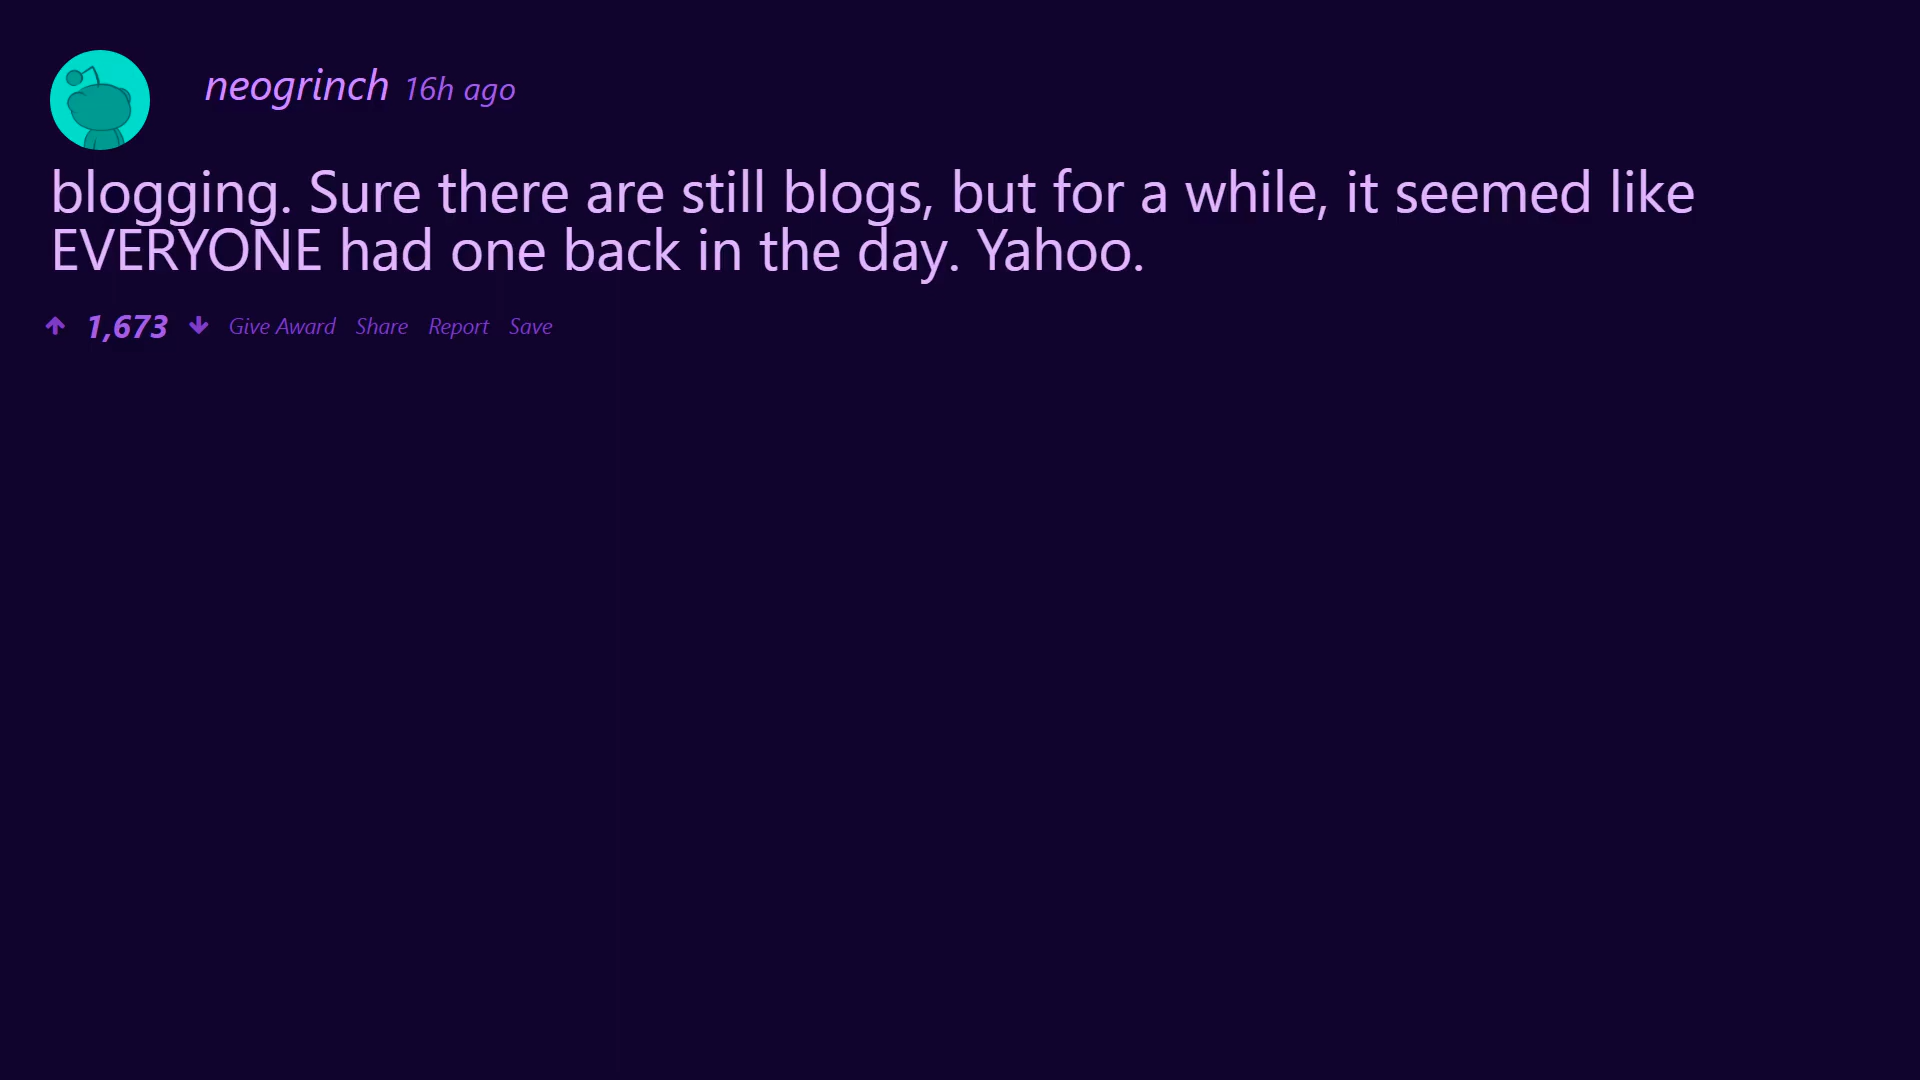 neogrinch 16h ago
blogging. Sure there are still blogs, but for a while, it seemed like
EVERYONE had one back in the day. Yahoo.
1,673 Give Award Share Report Save